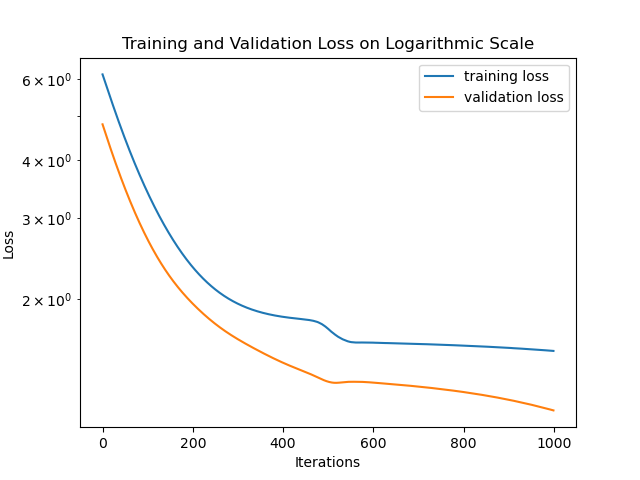 Training and Validation Loss on Logarithmic Scale
training loss
validation loss
6 × 10⁰
4 × 10⁰
3 × 10⁰
2 × 10⁰
Loss
0 200 400 600 800 1000
Iterations